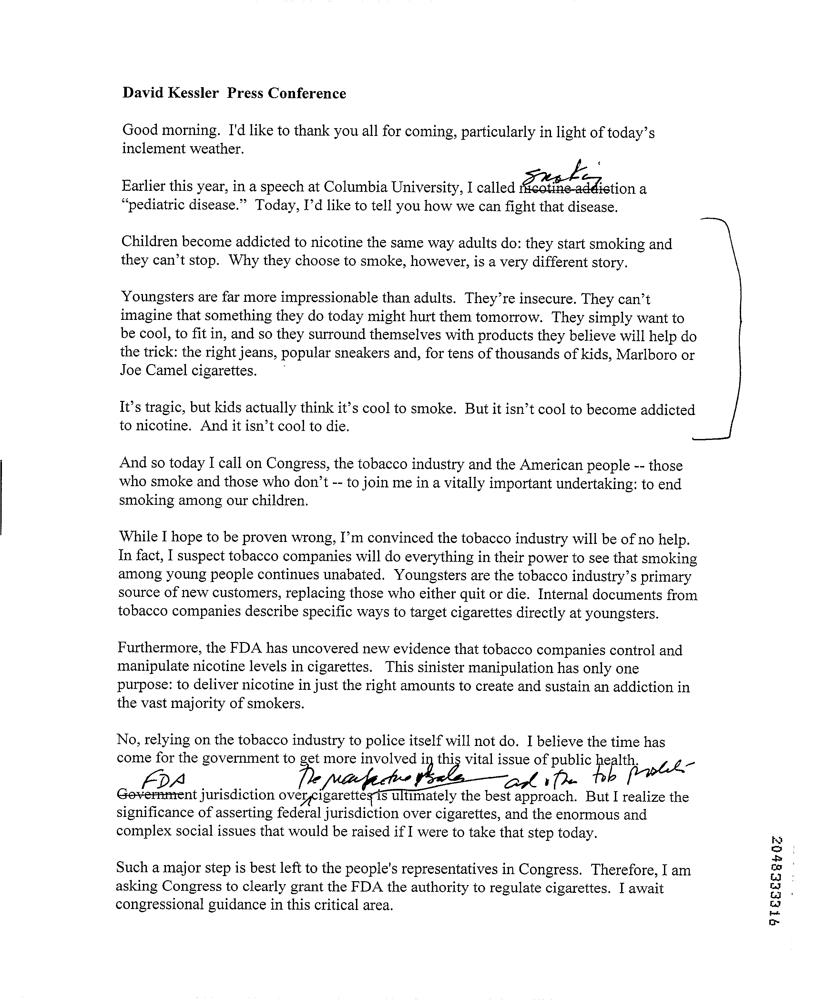 David Kessler Press Conference
Good morning. I'd like to thank you all for coming, particularly in light of today's
inclement weather.
smoking
Earlier this year, in a speech at Columbia University, I called nicotine addiction a
“pediatric disease.” Today, I'd like to tell you how we can fight that disease.
Children become addicted to nicotine the same way adults do: they start smoking and
they can't stop. Why they choose to smoke, however, is a very different story.
Youngsters are far more impressionable than adults. They're insecure. They can't
imagine that something they do today might hurt them tomorrow. They simply want to
be cool, to fit in, and so they surround themselves with products they believe will help do
the trick: the right jeans, popular sneakers and, for tens of thousands of kids, Marlboro or
Joe Camel cigarettes.
It's tragic, but kids actually think it's cool to smoke. But it isn't cool to become addicted
to nicotine. And it isn't cool to die.
And so today I call on Congress, the tobacco industry and the American people -- those
who smoke and those who don't -- to join me in a vitally important undertaking: to end
smoking among our children.
While I hope to be proven wrong, I'm convinced the tobacco industry will be of no help.
In fact, I suspect tobacco companies will do everything in their power to see that smoking
among young people continues unabated. Youngsters are the tobacco industry's primary
source of new customers, replacing those who either quit or die. Internal documents from
tobacco companies describe specific ways to target cigarettes directly at youngsters.
Furthermore, the FDA has uncovered new evidence that tobacco companies control and
manipulate nicotine levels in cigarettes. This sinister manipulation has only one
purpose: to deliver nicotine in just the right amounts to create and sustain an addiction in
the vast majority of smokers.
No, relying on the tobacco industry to police itself will not do. I believe the time has
come for the government to get more involved in this vital issue of public health.
FDA The manufacture of sale and other tob
Government jurisdiction over cigarettes is ultimately the best approach. But I realize the
significance of asserting federal jurisdiction over cigarettes, and the enormous and
complex social issues that would be raised if I were to take that step today.
Such a major step is best left to the people's representatives in Congress. Therefore, I am
asking Congress to clearly grant the FDA the authority to regulate cigarettes. I await
congressional guidance in this critical area.
2048333316